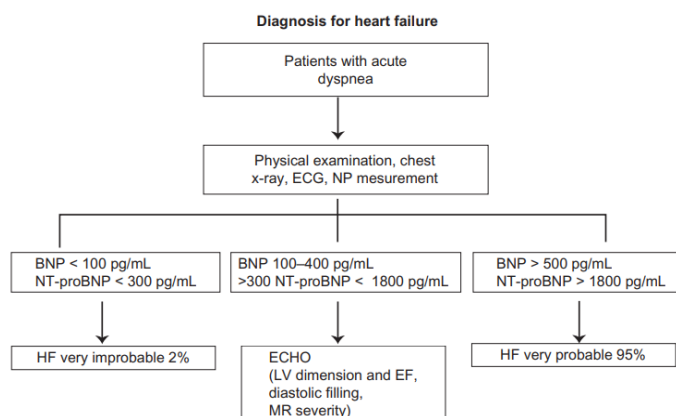 Diagnosis for heart failure
Patients with acute
dyspnea
Physical examination, chest
x-ray, ECG, NP mesurement
BNP < 100 pg/mL
NT-proBNP < 300 pg/mL
BNP 100–400 pg/mL
>300 NT-proBNP < 1800 pg/mL
BNP > 500 pg/mL
NT-proBNP > 1800 pg/mL
HF very improbable 2%
ECHO
(LV dimension and EF,
diastolic filling,
MR severity)
HF very probable 95%